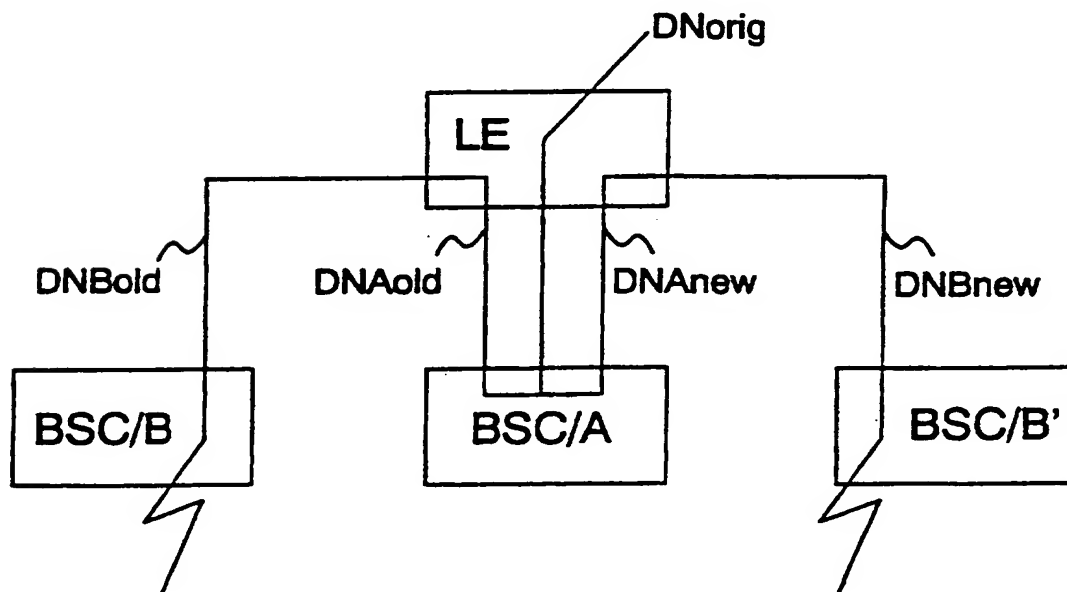 DNorig
LE
DNBold
DNAold
DNAnew
DNBnew
BSC/B
BSC/A
BSC/B'